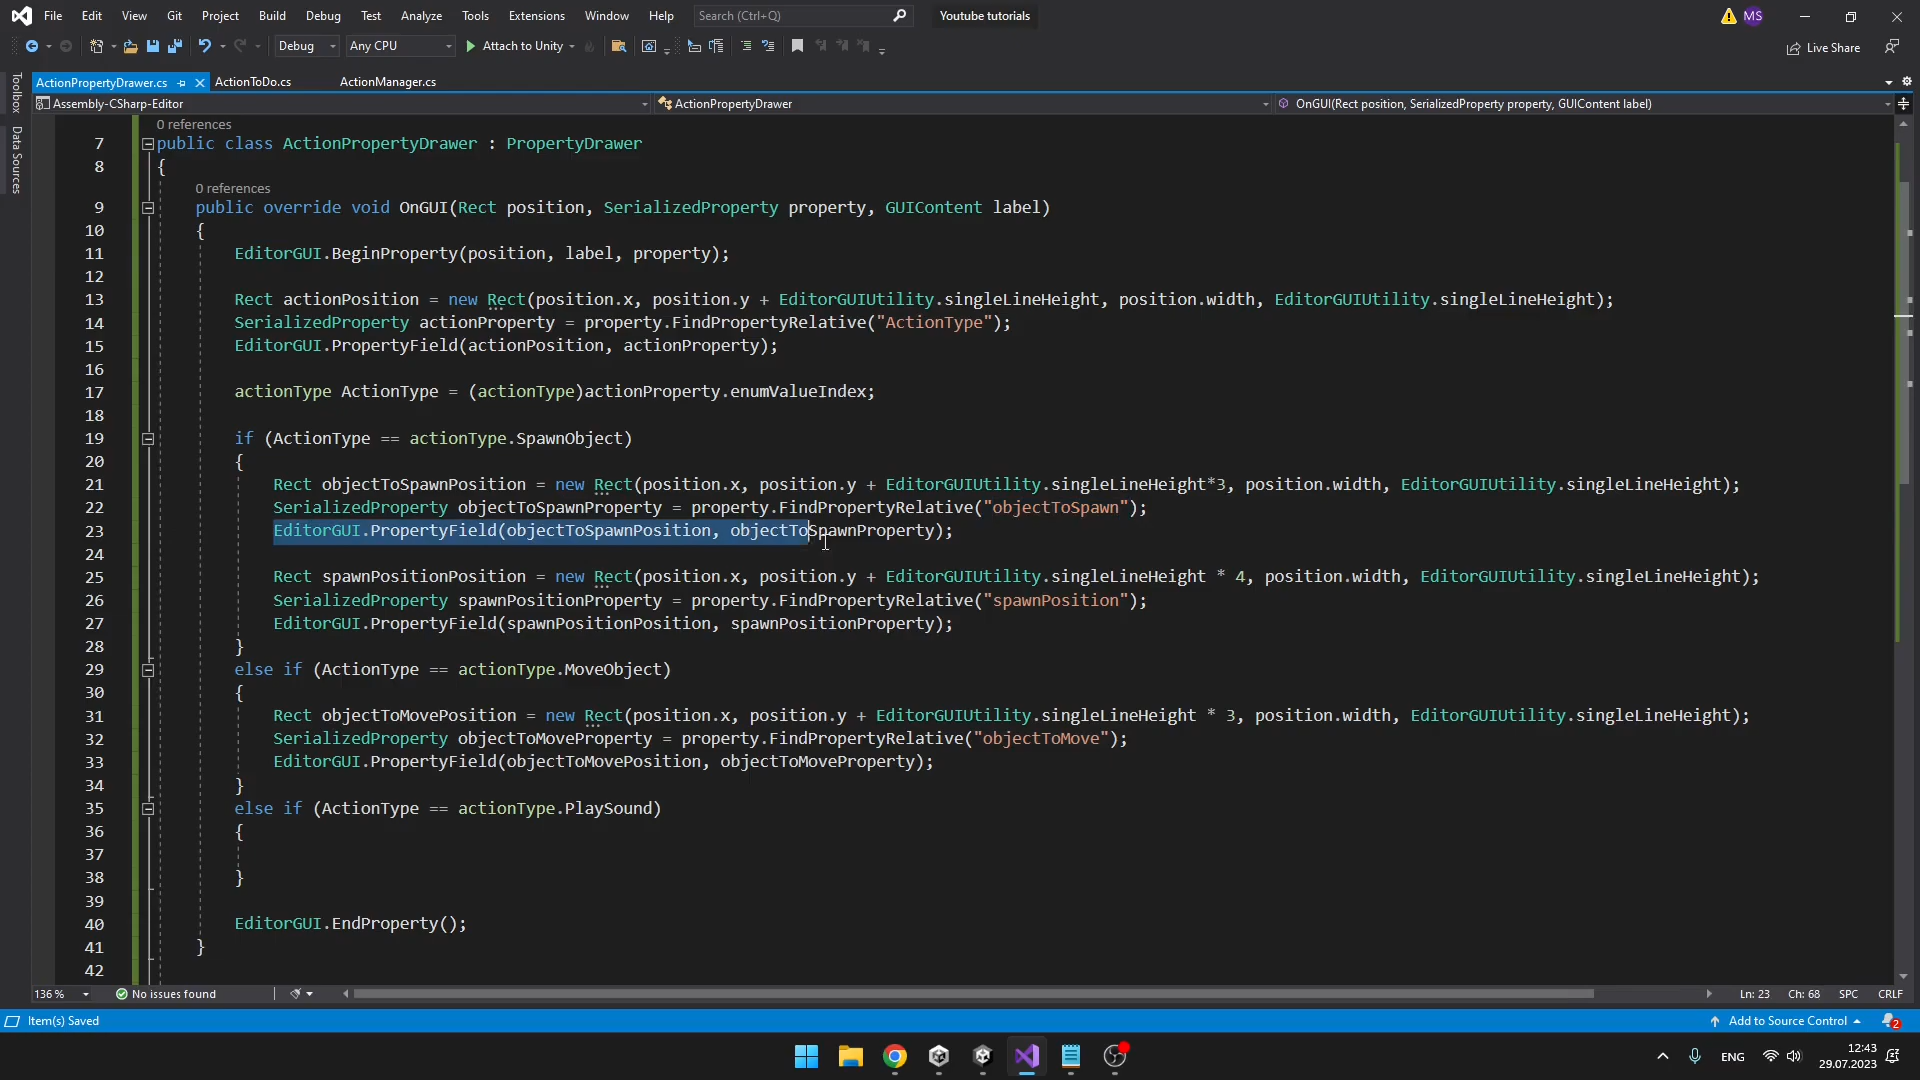 File Edit View Git Project Build Debug Test Analyze Tools Extensions Window Help Search (Ctrl+Q) Youtube tutorials MS
Debug Any CPU Attach to Unity Live Share
Toolbox
Data Sources
ActionPropertyDrawer.cs ActionToDo.cs ActionManager.cs
Assembly-CSharp-Editor ActionPropertyDrawer OnGUI(Rect position, SerializedProperty property, GUIContent label)
0 references
7 public class ActionPropertyDrawer : PropertyDrawer
8 {
0 references
9 public override void OnGUI(Rect position, SerializedProperty property, GUIContent label)
10 {
11 EditorGUI.BeginProperty(position, label, property);
12
13 Rect actionPosition = new Rect(position.x, position.y + EditorGUIUtility.singleLineHeight, position.width, EditorGUIUtility.singleLineHeight);
14 SerializedProperty actionProperty = property.FindPropertyRelative("ActionType");
15 EditorGUI.PropertyField(actionPosition, actionProperty);
16
17 actionType ActionType = (actionType)actionProperty.enumValueIndex;
18
19 if (ActionType == actionType.SpawnObject)
20 {
21 Rect objectToSpawnPosition = new Rect(position.x, position.y + EditorGUIUtility.singleLineHeight*3, position.width, EditorGUIUtility.singleLineHeight);
22 SerializedProperty objectToSpawnProperty = property.FindPropertyRelative("objectToSpawn");
23 EditorGUI.PropertyField(objectToSpawnPosition, objectToSpawnProperty);
24
25 Rect spawnPositionPosition = new Rect(position.x, position.y + EditorGUIUtility.singleLineHeight * 4, position.width, EditorGUIUtility.singleLineHeight);
26 SerializedProperty spawnPositionProperty = property.FindPropertyRelative("spawnPosition");
27 EditorGUI.PropertyField(spawnPositionPosition, spawnPositionProperty);
28 }
29 else if (ActionType == actionType.MoveObject)
30 {
31 Rect objectToMovePosition = new Rect(position.x, position.y + EditorGUIUtility.singleLineHeight * 3, position.width, EditorGUIUtility.singleLineHeight);
32 SerializedProperty objectToMoveProperty = property.FindPropertyRelative("objectToMove");
33 EditorGUI.PropertyField(objectToMovePosition, objectToMoveProperty);
34 }
35 else if (ActionType == actionType.PlaySound)
36 {
37
38 }
39
40 EditorGUI.EndProperty();
41 }
42
136 % No issues found Ln: 23 Ch: 68 SPC CRLF
Item(s) Saved Add to Source Control 2
ENG 12:43
29.07.2023